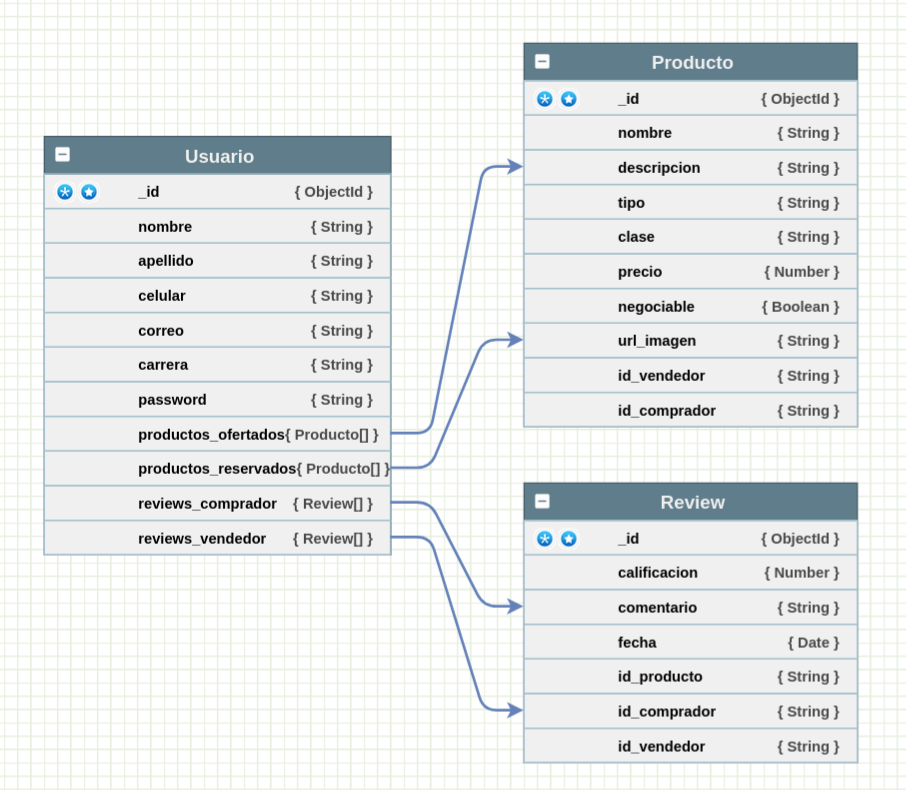 Usuario
_id { ObjectId }
nombre { String }
apellido { String }
celular { String }
correo { String }
carrera { String }
password { String }
productos_ofertados{ Producto[] }
productos_reservados{ Producto[] }
reviews_comprador { Review[] }
reviews_vendedor { Review[] }
Producto
_id { ObjectId }
nombre { String }
descripcion { String }
tipo { String }
clase { String }
precio { Number }
negociable { Boolean }
url_imagen { String }
id_vendedor { String }
id_comprador { String }
Review
_id { ObjectId }
calificacion { Number }
comentario { String }
fecha { Date }
id_producto { String }
id_comprador { String }
id_vendedor { String }